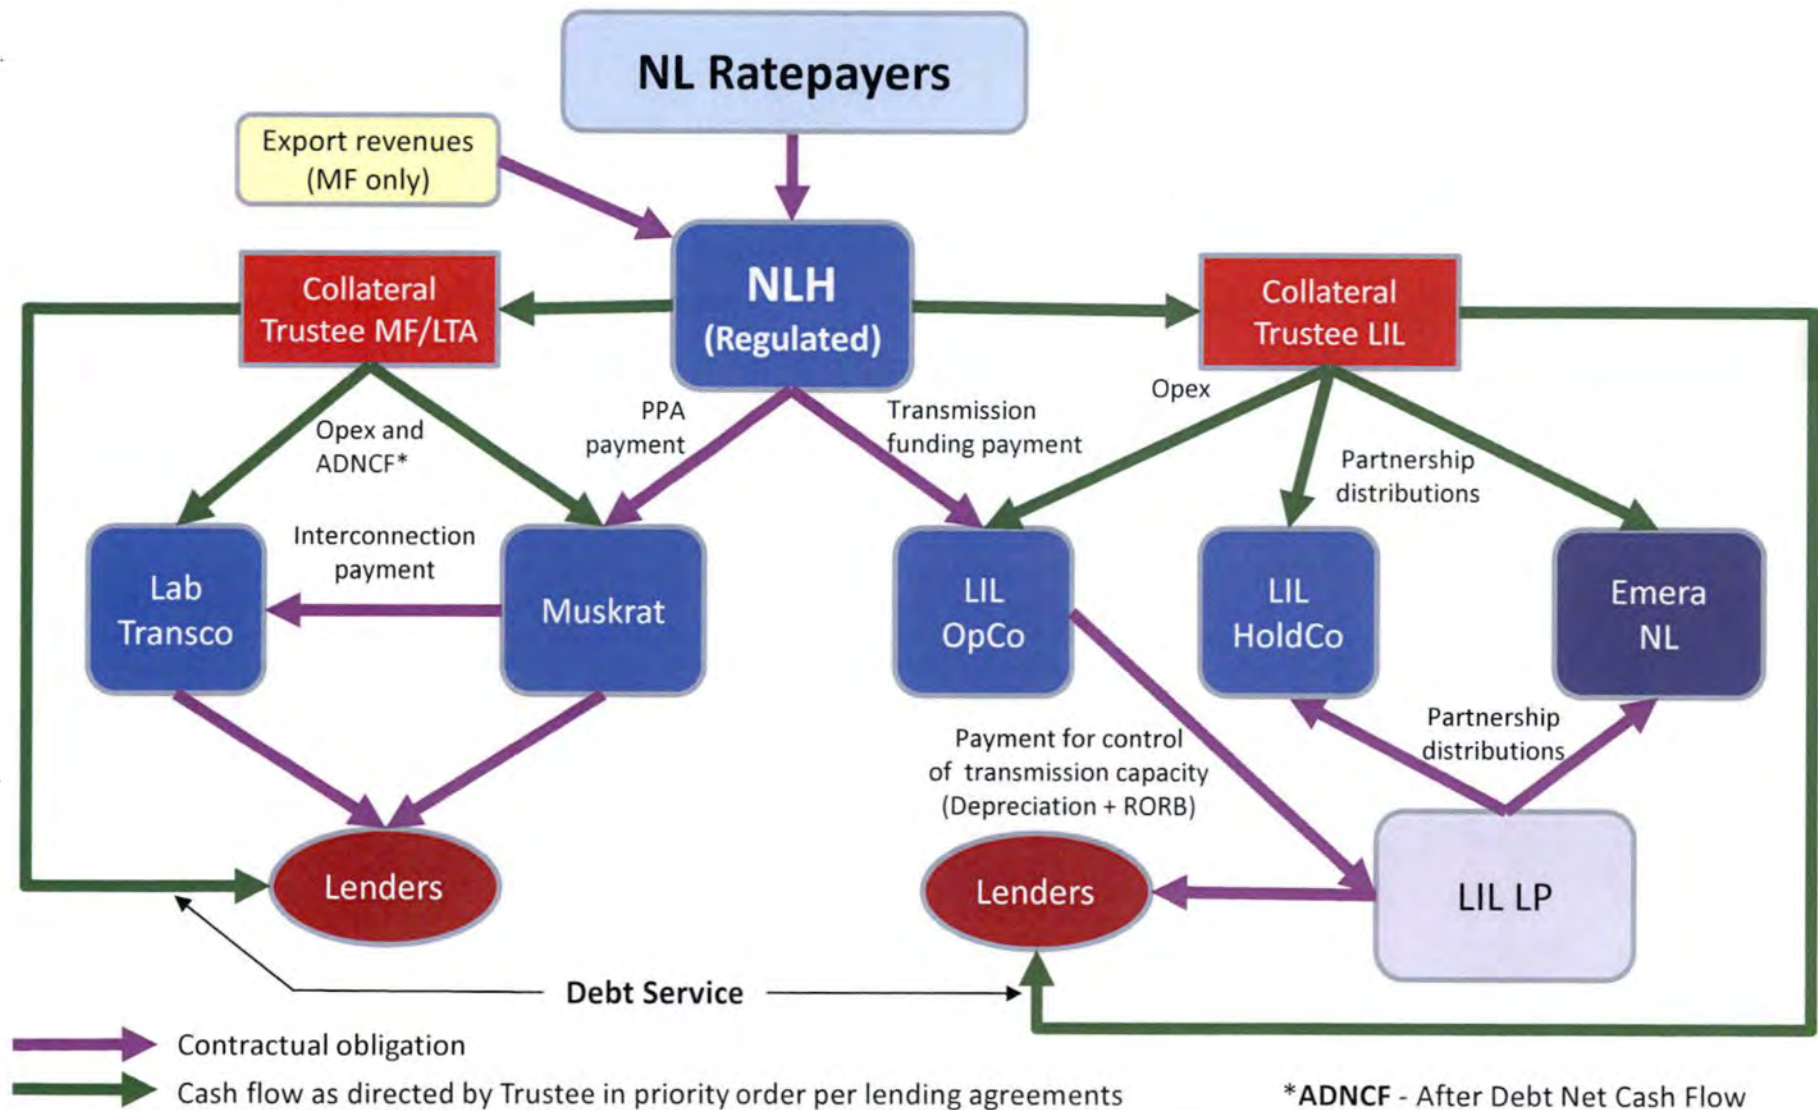 NL Ratepayers
Export revenues
(MF only)
NLH
(Regulated)
Collateral
Trustee MF/LTA
Collateral
Trustee LIL
Opex and
ADNCF*
PPA
payment
Transmission
funding payment
Opex
Partnership
distributions
Interconnection
payment
Lab
Transco
Muskrat
LIL
OpCo
LIL
HoldCo
Emera
NL
Payment for control
of transmission capacity
(Depreciation + RORB)
Partnership
distributions
Lenders
Lenders
LIL LP
Debt Service
Contractual obligation
Cash flow as directed by Trustee in priority order per lending agreements
*ADNCF - After Debt Net Cash Flow